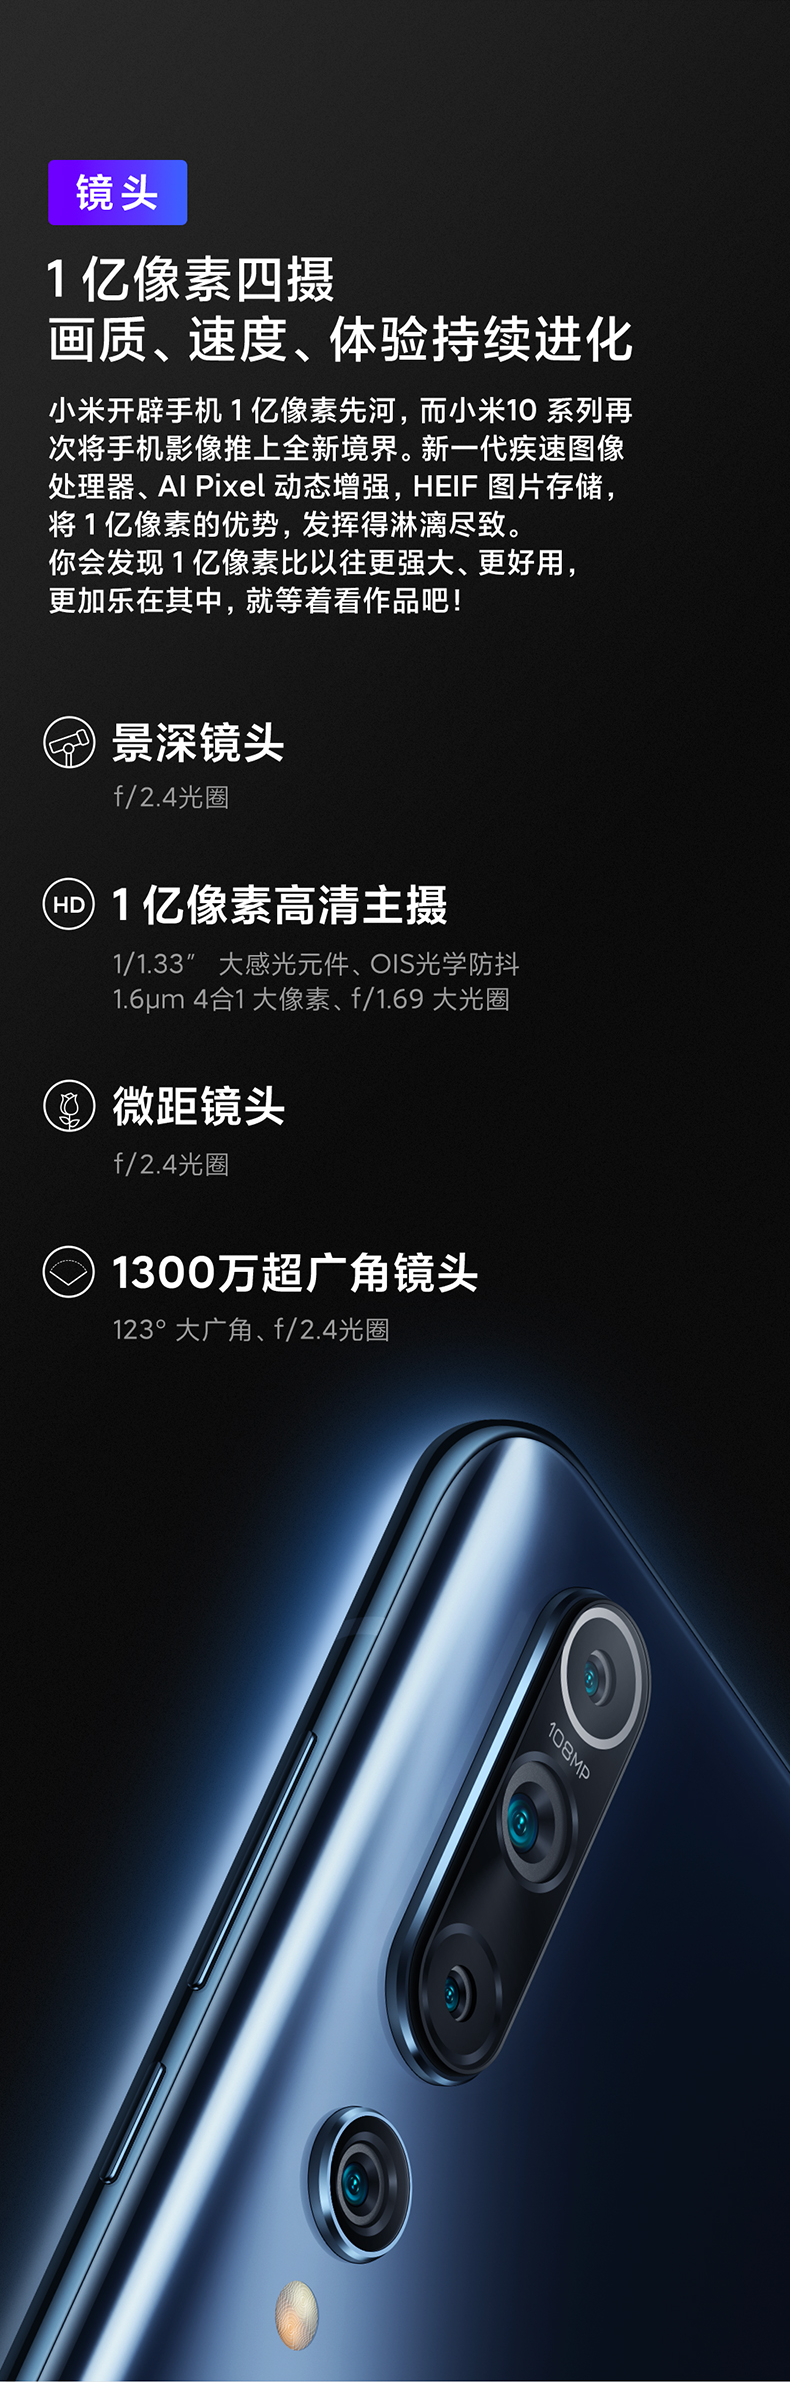 镜头
1 亿像素四摄
画质、速度、体验持续进化
小米开辟手机 1 亿像素先河，而小米10 系列再
次将手机影像推上全新境界。新一代疾速图像
处理器、AI Pixel 动态增强，HEIF 图片存储，
将 1 亿像素的优势，发挥得淋漓尽致。
你会发现 1 亿像素比以往更强大、更好用，
更加乐在其中，就等着看作品吧！
景深镜头
f/2.4光圈
HD
1 亿像素高清主摄
1/1.33" 大感光元件、OIS光学防抖
1.6μm 4合1 大像素、f/1.69 大光圈
微距镜头
f/2.4光圈
1300万超广角镜头
123° 大广角、f/2.4光圈
108MP